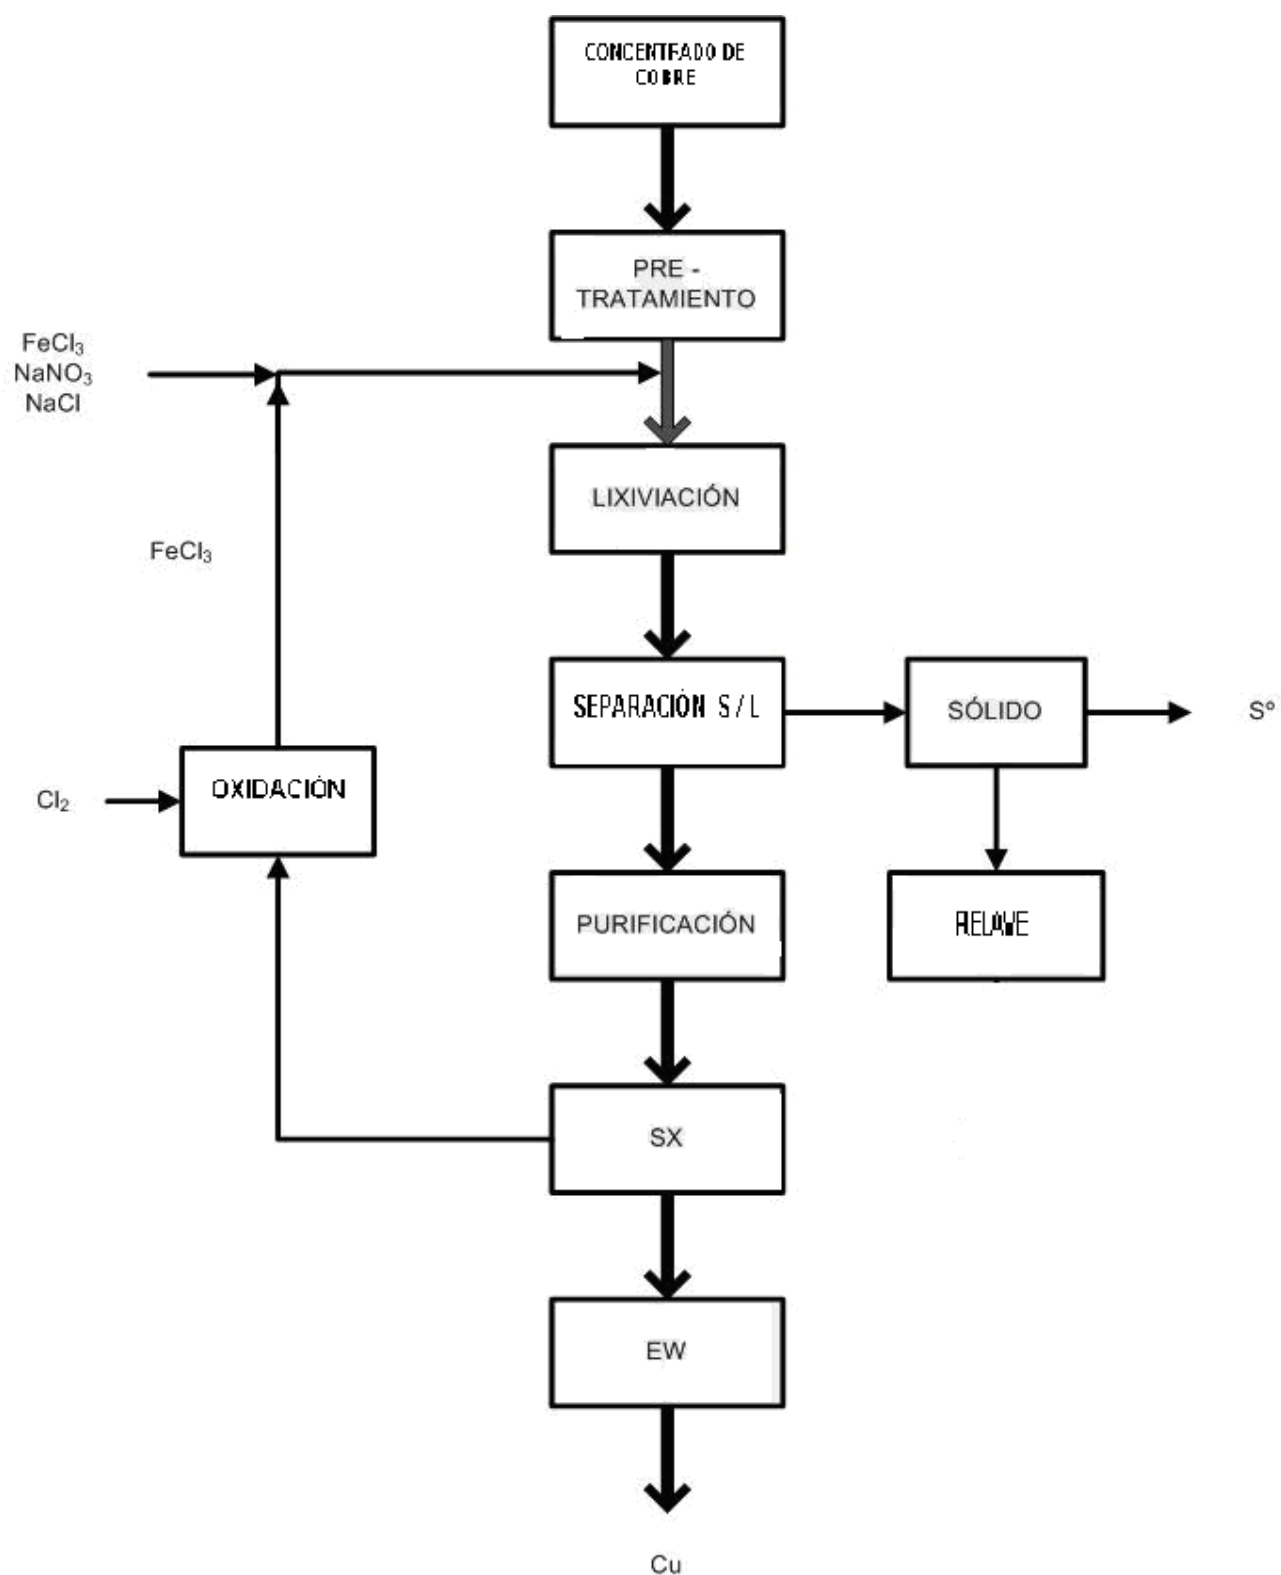 CONCENTRADO DE
COBRE
PRE -
TRATAMIENTO
FeCl₃
NaNO₃
NaCl
LIXIVIACIÓN
FeCl₃
SEPARACIÓN S / L
SÓLIDO
Sº
OXIDACIÓN
Cl₂
PURIFICACIÓN
RELAVE
SX
EW
Cu